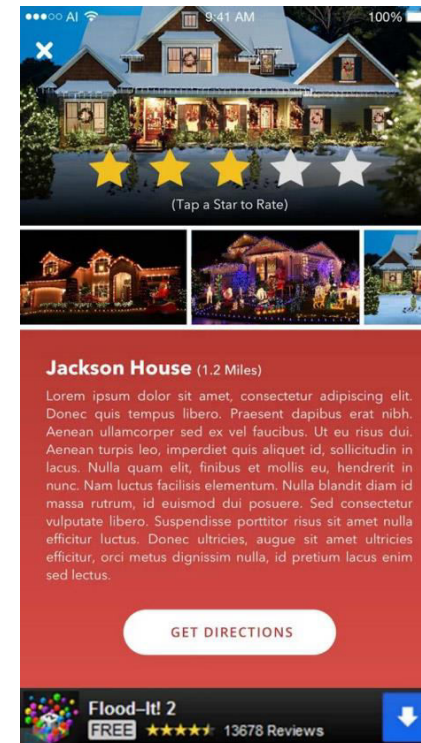 AI 9:41 AM 100%
(Tap a Star to Rate)
Jackson House (1.2 Miles)
Lorem ipsum dolor sit amet, consectetur adipiscing elit.
Donec quis tempus libero. Praesent dapibus erat nibh.
Aenean ullamcorper sed ex vel faucibus. Ut eu risus dui.
Aenean turpis leo, imperdiet quis aliquet id, sollicitudin in
lacus. Nulla quam elit, finibus et mollis eu, hendrerit in
nunc. Nam luctus facilisis elementum. Nulla blandit diam id
massa rutrum, id euismod dui posuere. Sed consectetur
vulputate libero. Suspendisse porttitor risus sit amet nulla
efficitur luctus. Donec ultricies, augue sit amet ultricies
efficitur, orci metus dignissim nulla, id pretium lacus enim
sed lectus.
GET DIRECTIONS
Flood–It! 2
FREE 13678 Reviews